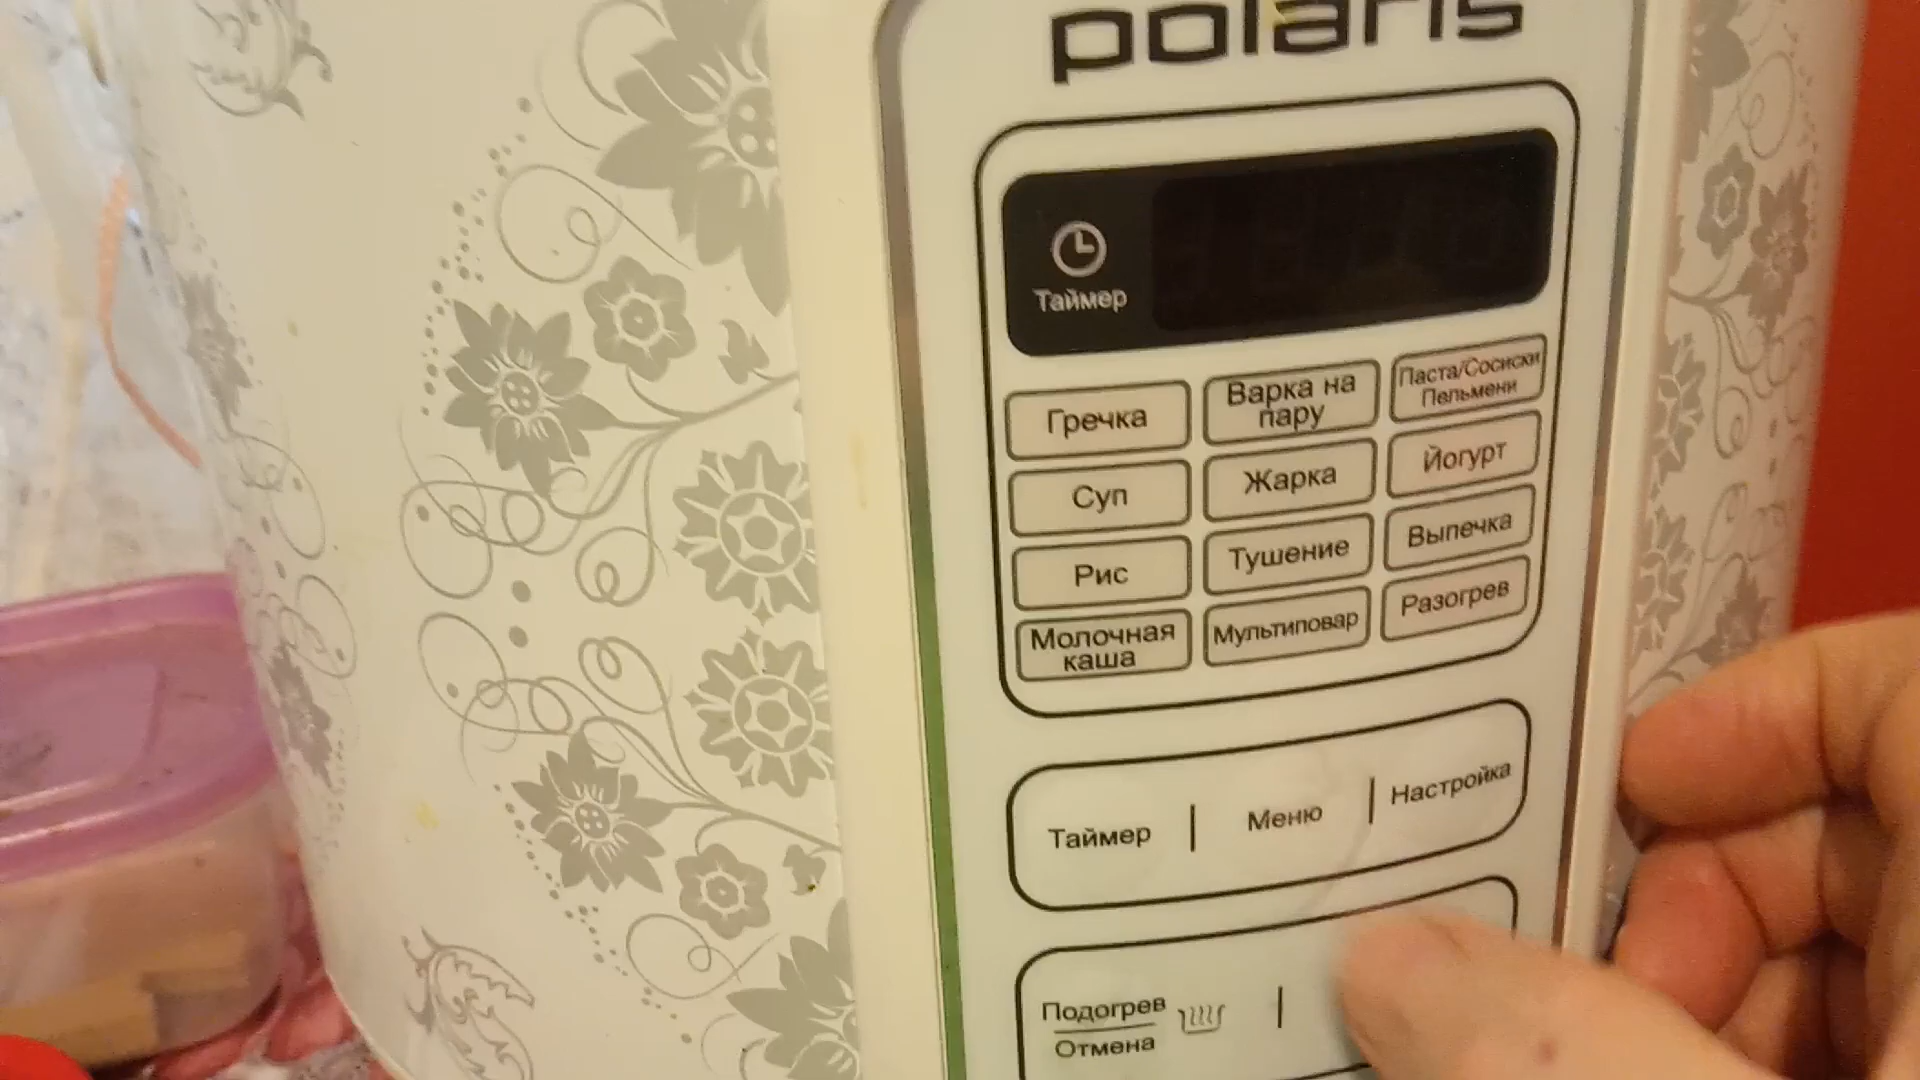 polaris
Таймер
Гречка
Варка на
пару
Паста/Сосиски
Пельмени
Суп
Жарка
Йогурт
Рис
Тушение
Выпечка
Молочная
каша
Мультиповар
Разогрев
Таймер
Меню
Настройка
Подогрев
Отмена